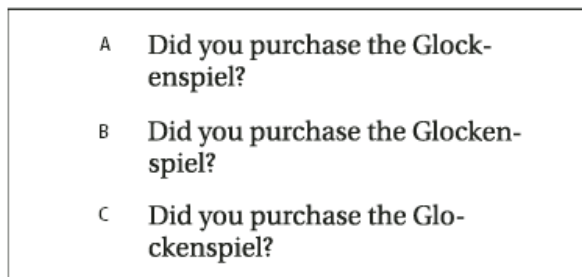 A Did you purchase the Glock-
enspiel?
B Did you purchase the Glocken-
spiel?
C Did you purchase the Glo-
ckenspiel?